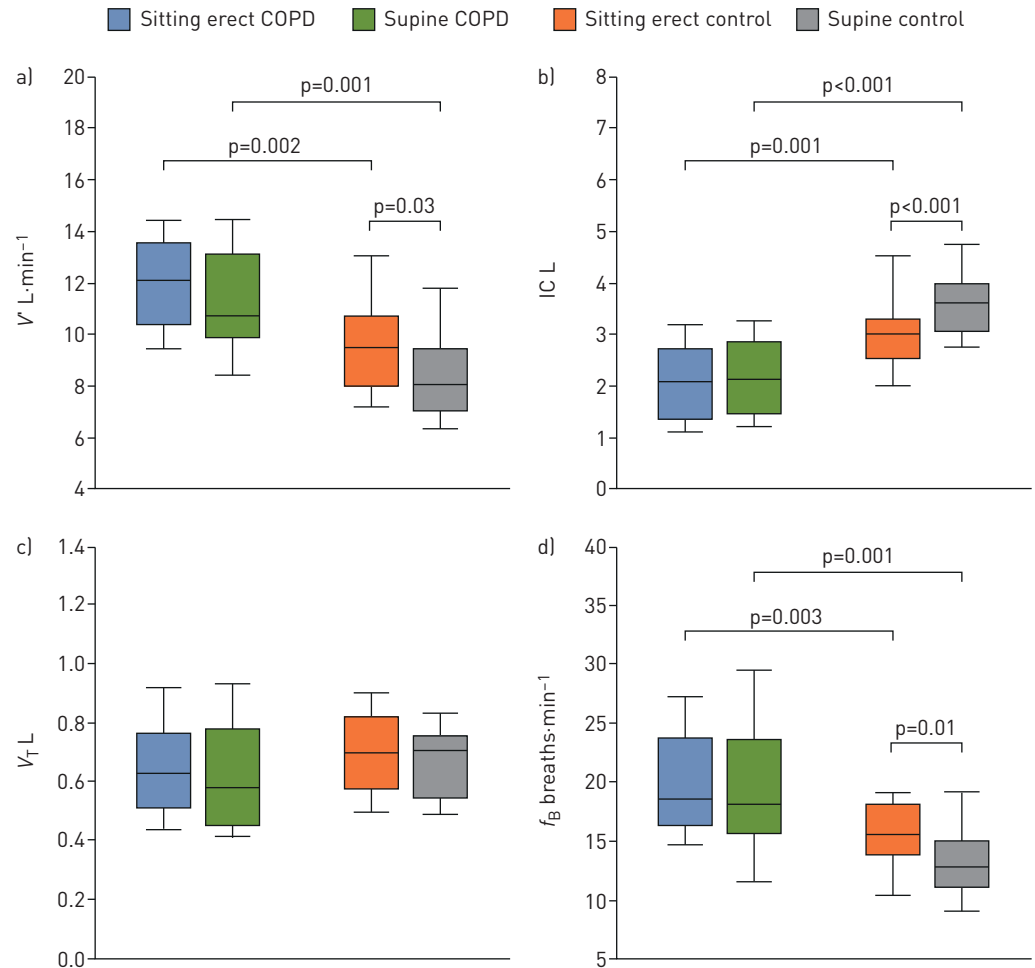 Sitting erect COPD Supine COPD Sitting erect control Supine control
a)
20
18
16
14
12
10
8
6
4
V' L·min⁻¹
p=0.001
p=0.002
p=0.03
b)
8
7
6
5
4
3
2
1
0
IC L
p<0.001
p=0.001
p<0.001
c)
1.4
1.2
1.0
0.8
0.6
0.4
0.2
0.0
V_T L
d)
40
35
30
25
20
15
10
5
f_B breaths·min⁻¹
p=0.001
p=0.003
p=0.01